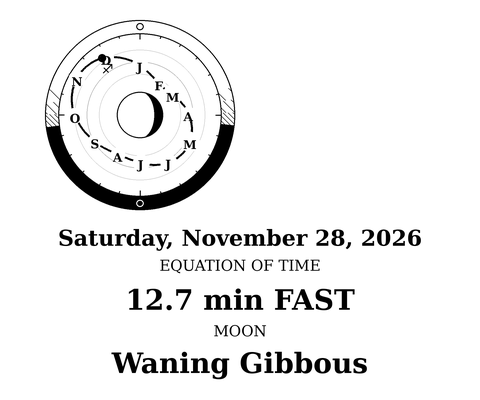 D
J
N
F
M
O
A
S
M
A
J
J
Saturday, November 28, 2026
EQUATION OF TIME
12.7 min FAST
MOON
Waning Gibbous